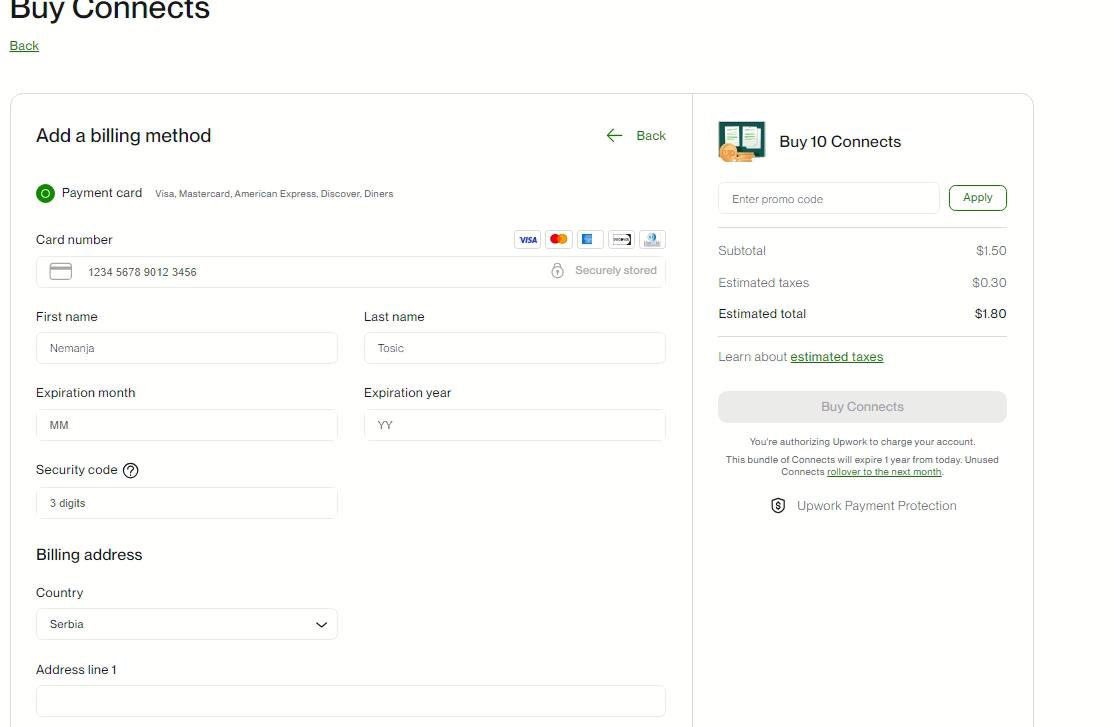 Buy Connects
Back
Add a billing method
Back
Payment card Visa, Mastercard, American Express, Discover, Diners
Card number
VISA
1234 5678 9012 3456
Securely stored
First name
Last name
Nemanja
Tosic
Expiration month
Expiration year
MM
YY
Security code
3 digits
Billing address
Country
Serbia
Address line 1
Buy 10 Connects
Enter promo code
Apply
Subtotal $1.50
Estimated taxes $0.30
Estimated total $1.80
Learn about estimated taxes
Buy Connects
You're authorizing Upwork to charge your account.
This bundle of Connects will expire 1 year from today. Unused
Connects rollover to the next month.
Upwork Payment Protection